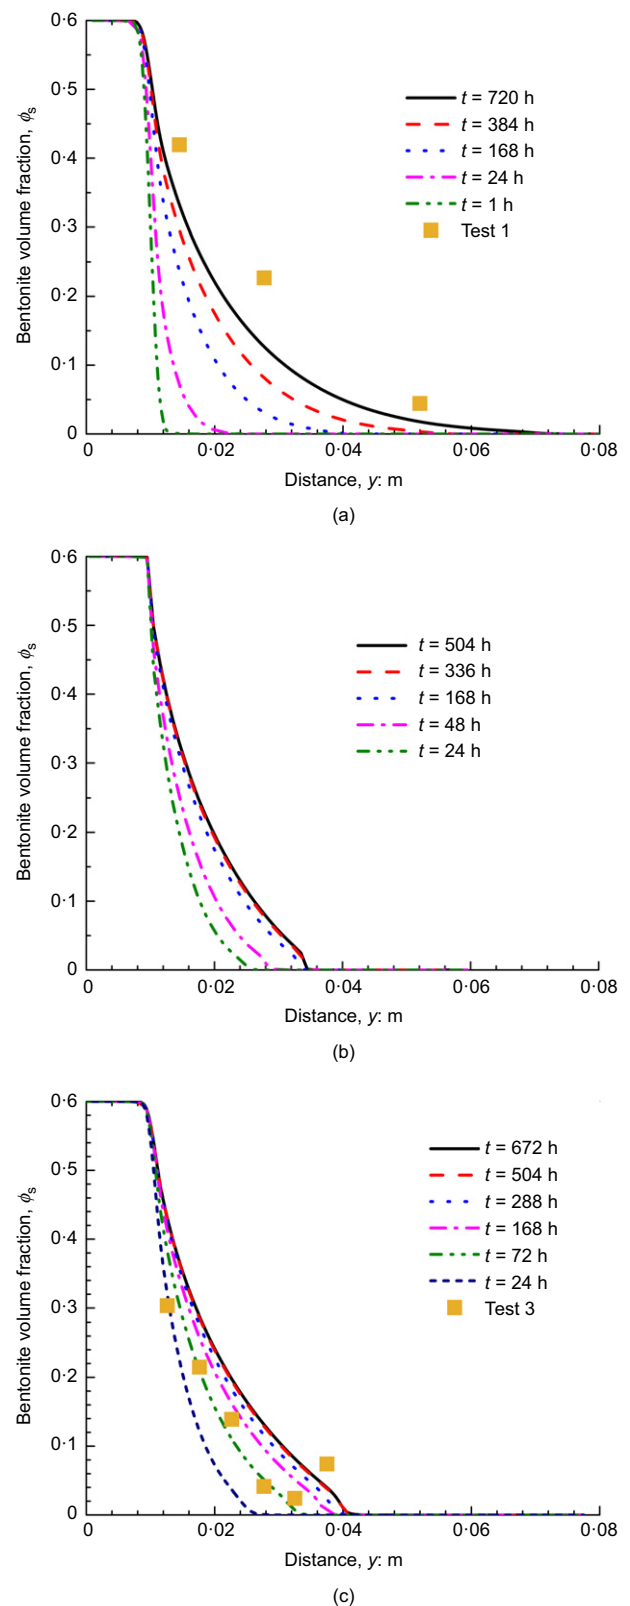 0·6
0·5
0·4
0·3
0·2
0·1
0
Bentonite volume fraction, ϕs
t = 720 h
t = 384 h
t = 168 h
t = 24 h
t = 1 h
Test 1
0 0·02 0·04 0·06 0·08
Distance, y: m
(a)
0·6
0·5
0·4
0·3
0·2
0·1
0
Bentonite volume fraction, ϕs
t = 504 h
t = 336 h
t = 168 h
t = 48 h
t = 24 h
0 0·02 0·04 0·06 0·08
Distance, y: m
(b)
0·6
0·5
0·4
0·3
0·2
0·1
0
Bentonite volume fraction, ϕs
t = 672 h
t = 504 h
t = 288 h
t = 168 h
t = 72 h
t = 24 h
Test 3
0 0·02 0·04 0·06 0·08
Distance, y: m
(c)